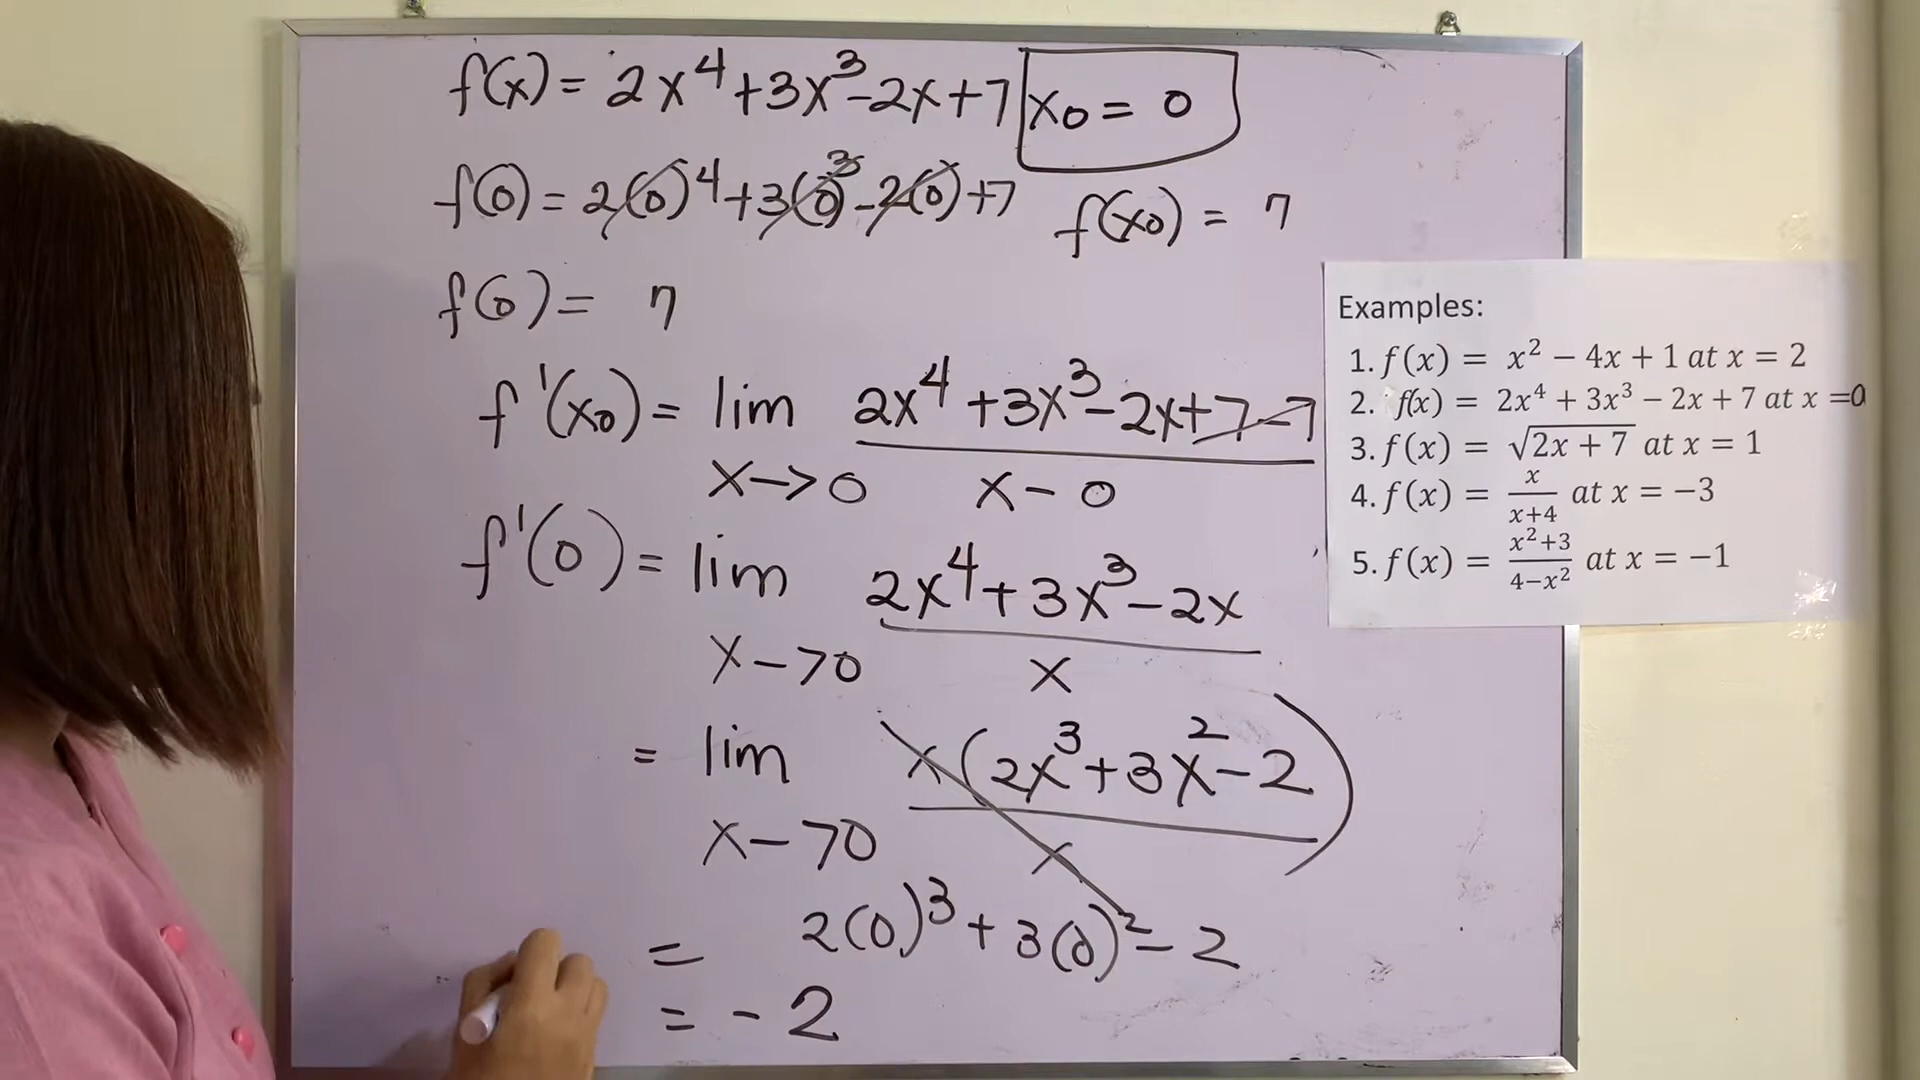 f(x) = 2x⁴+3x³-2x+7 x₀ = 0
f(0) = 2(0)⁴+3(0)³-2(0)+7 f(x₀) = 7
f(0) = 7
f'(x₀) = lim 2x⁴+3x³-2x+7-7
x→0 x-0
f'(0) = lim 2x⁴+3x³-2x
x→0 x
= lim x(2x³+3x²-2)
x→0 x
= 2(0)³+3(0)²-2
= -2
Examples:
1. f(x) = x² − 4x + 1 at x = 2
2. f(x) = 2x⁴ + 3x³ − 2x + 7 at x =0
3. f(x) = √(2x + 7) at x = 1
4. f(x) = x/(x+4) at x = −3
5. f(x) = (x²+3)/(4−x²) at x = −1